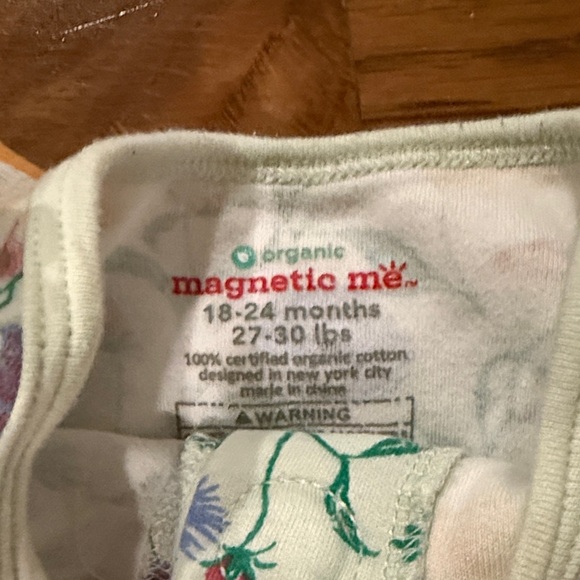 organic
magnetic me
18-24 months
27-30 lbs
100% certified organic cotton
designed in new york city
made in china
WARNING